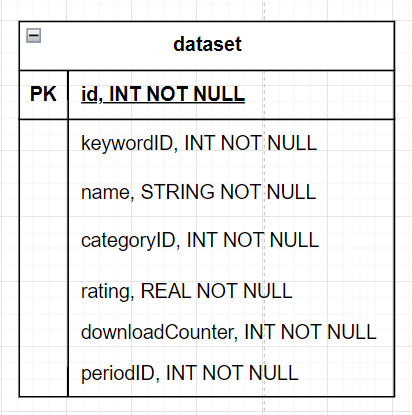 dataset
PK id, INT NOT NULL
keywordID, INT NOT NULL
name, STRING NOT NULL
categoryID, INT NOT NULL
rating, REAL NOT NULL
downloadCounter, INT NOT NULL
periodID, INT NOT NULL